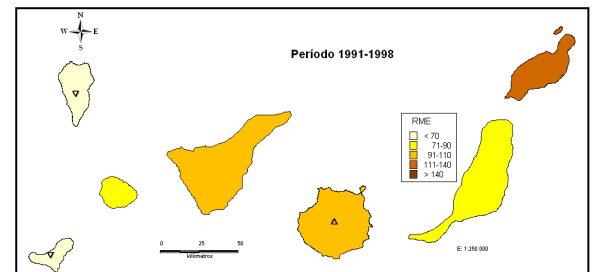 N
W E
S
Período 1991-1998
RME
< 70
71-90
91-110
111-140
> 140
0 25 50
kilómetros
E: 1:250 000